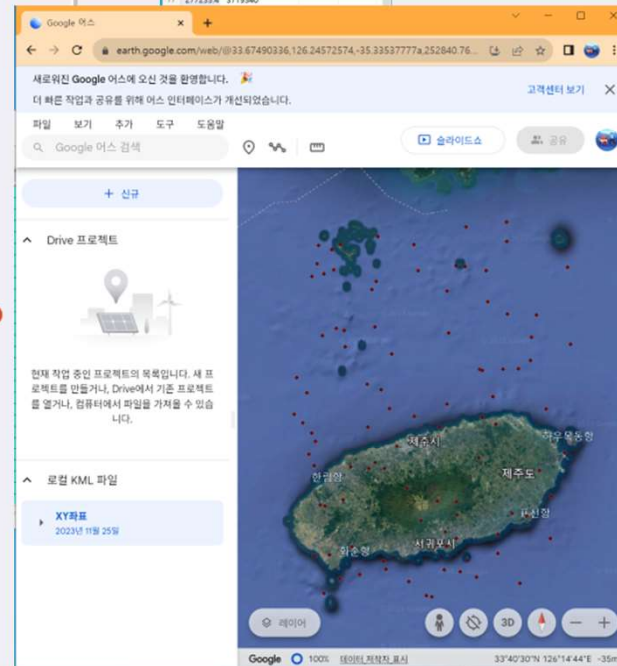 Google 어스
earth.google.com/web/@33.67490336,126.24572574,-35.33537777a,252840.76...
새로워진 Google 어스에 오신 것을 환영합니다.
더 빠른 작업과 공유를 위해 어스 인터페이스가 개선되었습니다.
고객센터 보기
파일 보기 추가 도구 도움말
Google 어스 검색
슬라이드쇼
공유
+ 신규
Drive 프로젝트
현재 작업 중인 프로젝트의 목록입니다. 새 프
로젝트를 만들거나, Drive에서 기존 프로젝트
를 열거나, 컴퓨터에서 파일을 가져올 수 있습
니다.
로컬 KML 파일
XY좌표
2023년 11월 25일
제주시
하우목동항
한림항
제주도
표선항
화순항
서귀포시
레이어
3D
Google 100% 데이터 저작자 표시 33°40'30"N 126°14'44"E -35m